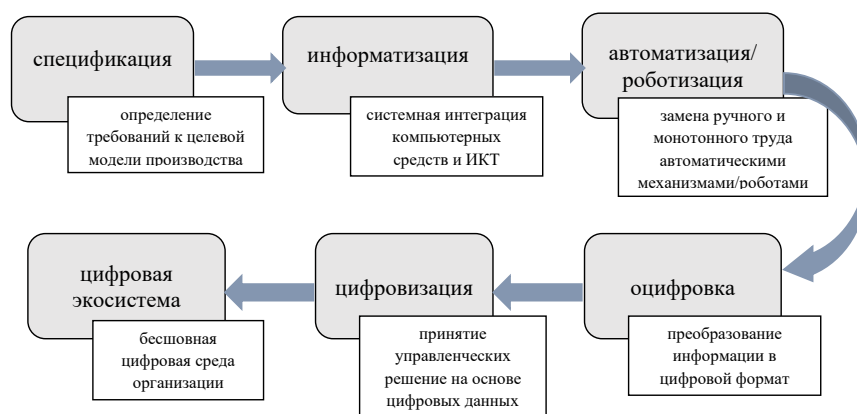 спецификация
определение
требований к целевой
модели производства
информатизация
системная интеграция
компьютерных
средств и ИКТ
автоматизация/
роботизация
замена ручного и
монотонного труда
автоматическими
механизмами/роботами
оцифровка
преобразование
информации в
цифровой формат
цифровизация
принятие
управленческих
решение на основе
цифровых данных
цифровая
экосистема
бесшовная
цифровая среда
организации